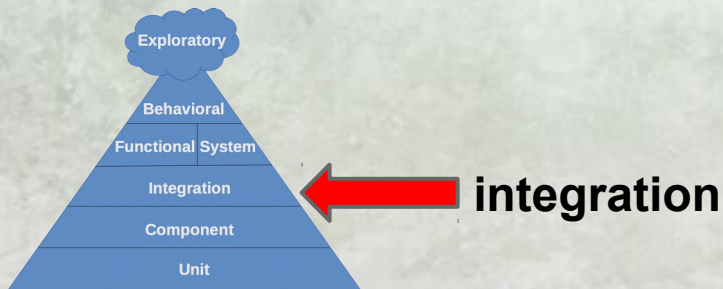 Exploratory
Behavioral
Functional System
Integration
integration
Component
Unit